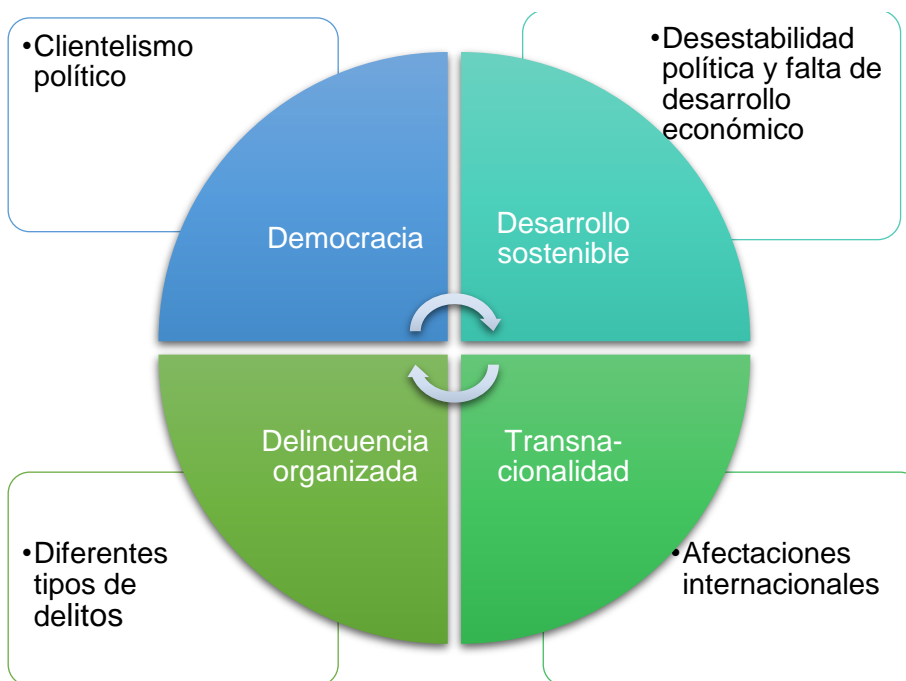 •Clientelismo
político
•Desestabilidad
política y falta de
desarrollo
económico
Democracia
Desarrollo
sostenible
Delincuencia
organizada
Transna-
cionalidad
•Diferentes
tipos de
delitos
•Afectaciones
internacionales